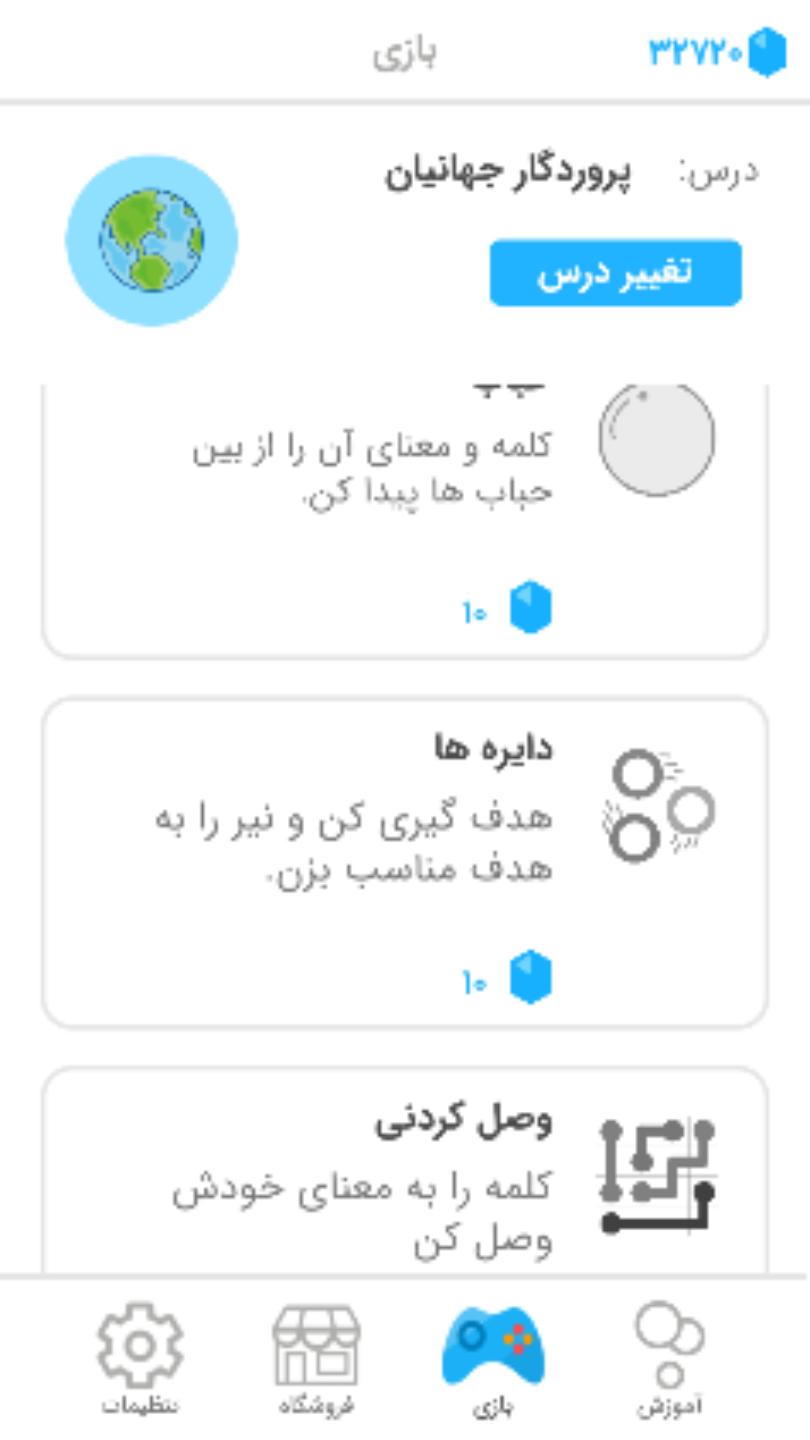 بازی
۳۲۷۲۰
درس: پروردگار جهانیان
تغییر درس
کلمه و معنای آن را از بین
حباب ها پیدا کن.
۱۰
دایره ها
هدف گیری کن و تیر را به
هدف مناسب بزن.
۱۰
وصل کردنی
کلمه را به معنای خودش
وصل کن
آموزش
بازی
فروشگاه
تنظیمات